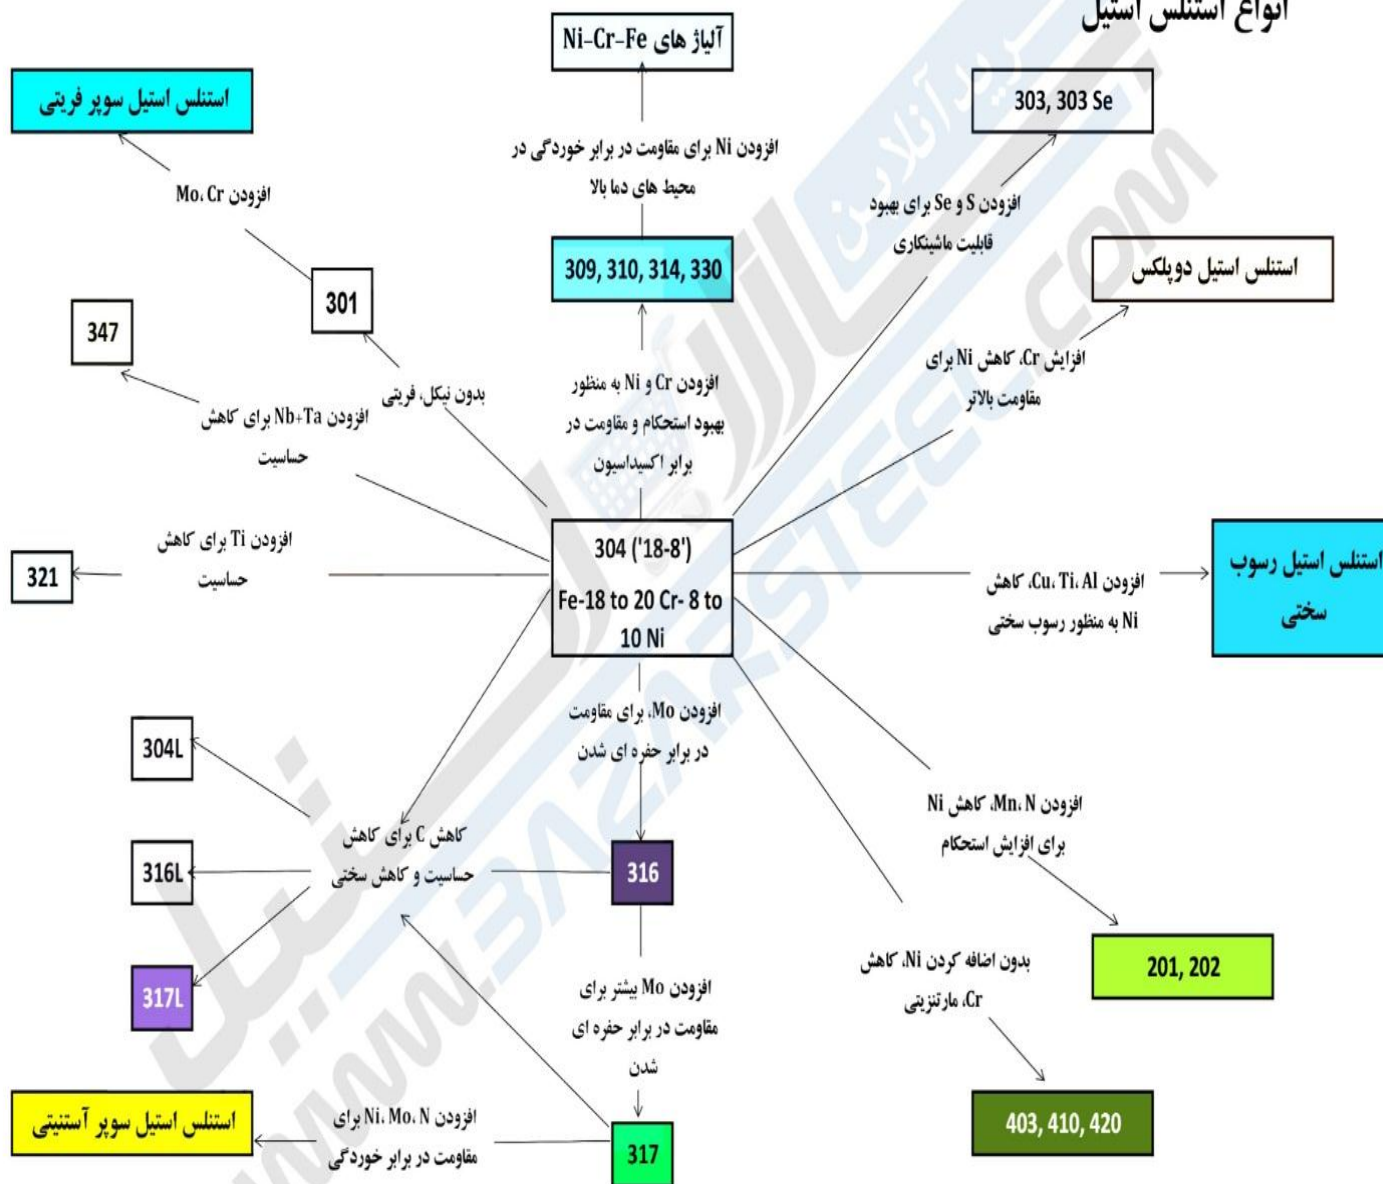 انواع استنلس استیل
آلیاژ های Ni-Cr-Fe
303, 303 Se
استنلس استیل سوپر فریتی
افزودن Ni برای مقاومت در برابر خوردگی در
محیط های دما بالا
افزودن Mo، Cr
افزودن S و Se برای بهبود
قابلیت ماشینکاری
309, 310, 314, 330
استنلس استیل دوپلکس
301
347
افزایش Cr، کاهش Ni برای
مقاومت بالاتر
افزودن Cr و Ni به منظور
بهبود استحکام و مقاومت در
برابر اکسیداسیون
بدون نیکل، فریتی
افزودن Nb+Ta برای کاهش
حساسیت
304 ('18-8')
Fe-18 to 20 Cr- 8 to
10 Ni
افزودن Ti برای کاهش
حساسیت
321
افزودن Cu، Ti، Al، کاهش
Ni به منظور رسوب سختی
استنلس استیل رسوب
سختی
افزودن Mo، برای مقاومت
در برابر حفره ای شدن
304L
افزودن Mn، N، کاهش Ni
برای افزایش استحکام
کاهش C برای کاهش
حساسیت و کاهش سختی
316L
316
317L
201, 202
بدون اضافه کردن Ni، کاهش
Cr، مارتنزیتی
افزودن Mo بیشتر برای
مقاومت در برابر حفره ای
شدن
403, 410, 420
استنلس استیل سوپر آستنیتی
افزودن Ni، Mo، N برای
مقاومت در برابر خوردگی
317
بازار استیل
برید آنلاین
WWW.BAZARSTEEL.COM